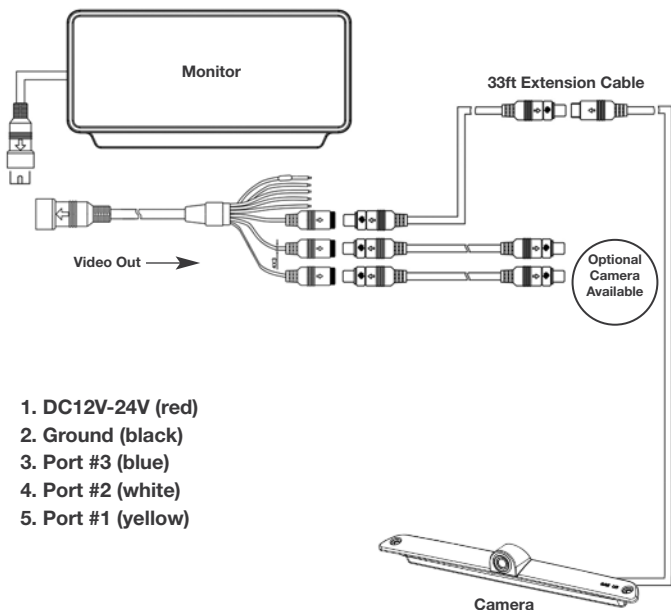 Monitor
33ft Extension Cable
Video Out
Optional
Camera
Available
1. DC12V-24V (red)
2. Ground (black)
3. Port #3 (blue)
4. Port #2 (white)
5. Port #1 (yellow)
Camera